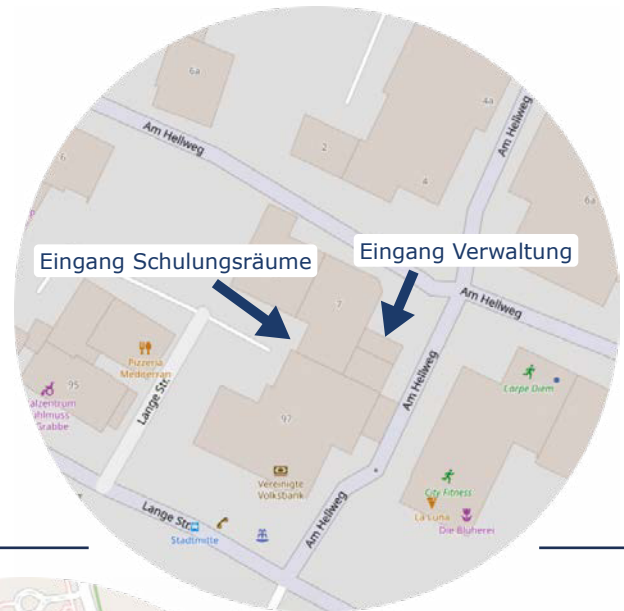 6a
4a
Am Hellweg
Am Hellweg
2
6
4
6a
Eingang Schulungsräume
Eingang Verwaltung
7
Am Hellweg
Pizzeria
Mediterran
95
Lange Str.
Am Hellweg
Carpe Diem
97
Vereinigte
Volksbank
City Fitness
La Luna
Die Blüherei
Lange Str.
Stadtmitte
Am Hellweg